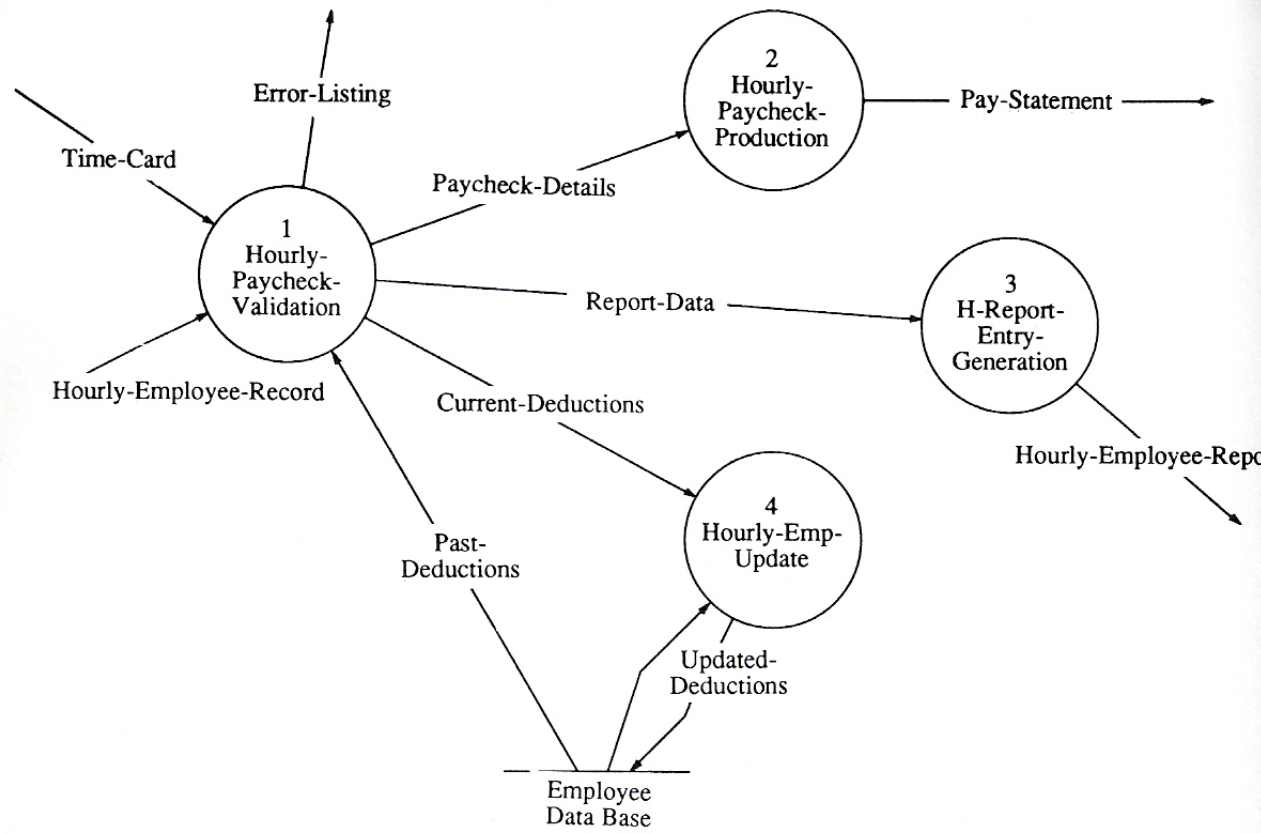 Error-Listing
Time-Card
2
Hourly-
Paycheck-
Production
Pay-Statement
Paycheck-Details
1
Hourly-
Paycheck-
Validation
Report-Data
3
H-Report-
Entry-
Generation
Hourly-Employee-Record
Current-Deductions
Hourly-Employee-Repo
4
Hourly-Emp-
Update
Past-
Deductions
Updated-
Deductions
Employee
Data Base